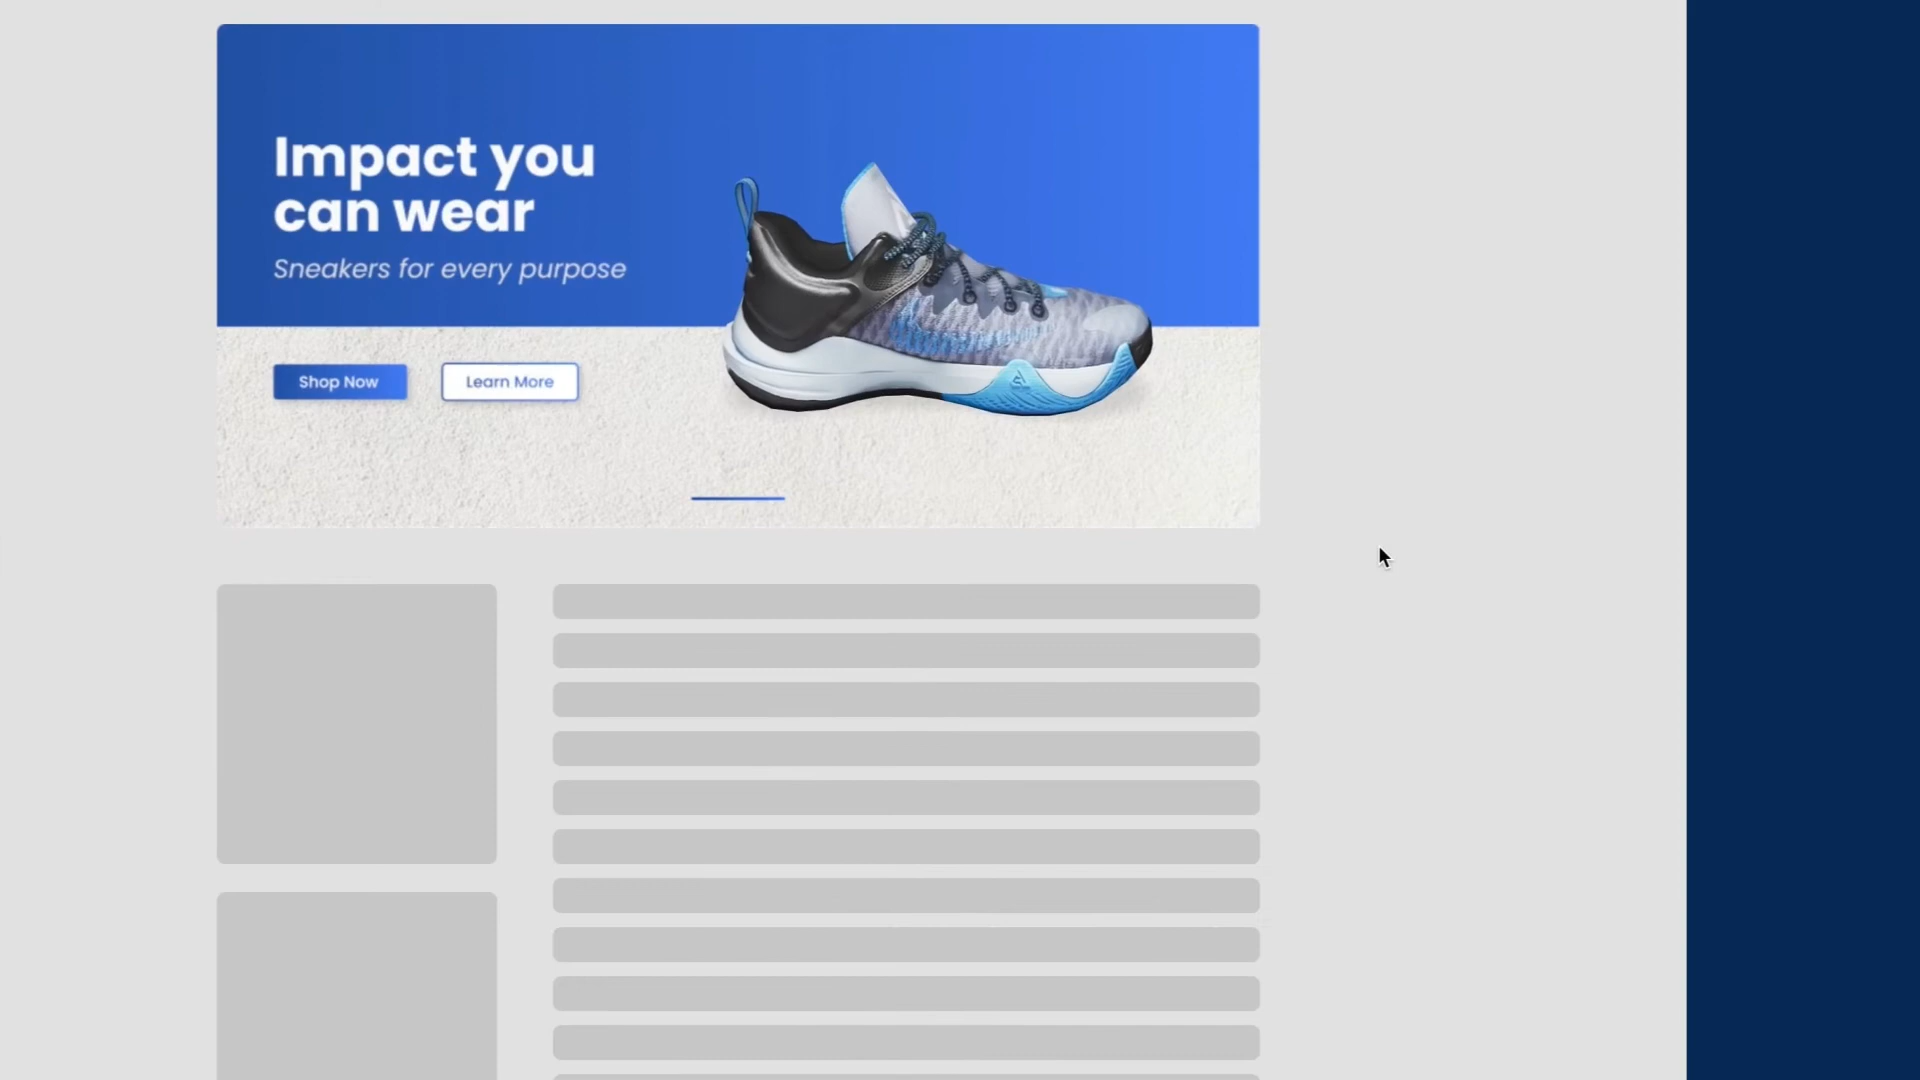 Impact you
can wear
Sneakers for every purpose
Shop Now
Learn More